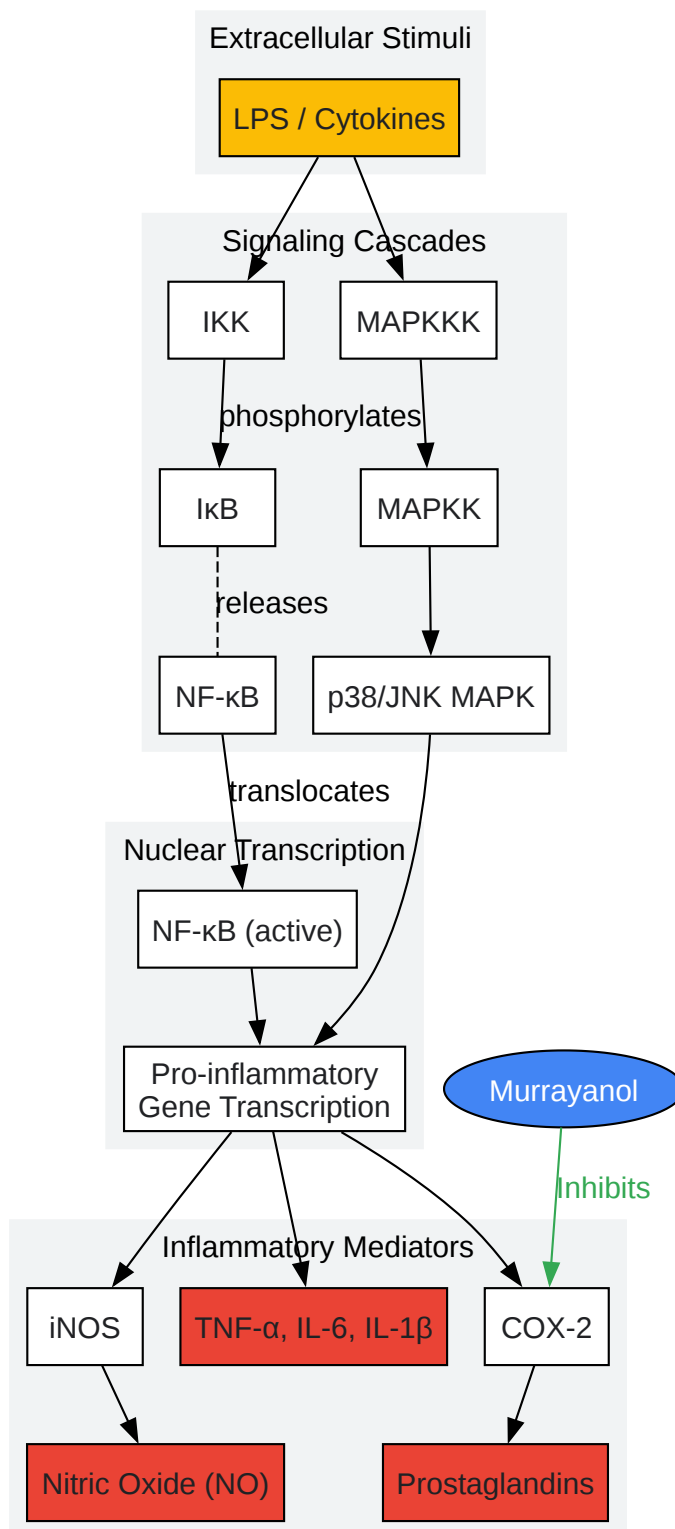 Extracellular Stimuli
LPS / Cytokines
Signaling Cascades
IKK
MAPKKK
phosphorylates
IκB
MAPKK
releases
NF-κB
p38/JNK MAPK
translocates
Nuclear Transcription
NF-κB (active)
Pro-inflammatory
Gene Transcription
Murrayanol
Inhibits
Inflammatory Mediators
iNOS
TNF-α, IL-6, IL-1β
COX-2
Nitric Oxide (NO)
Prostaglandins